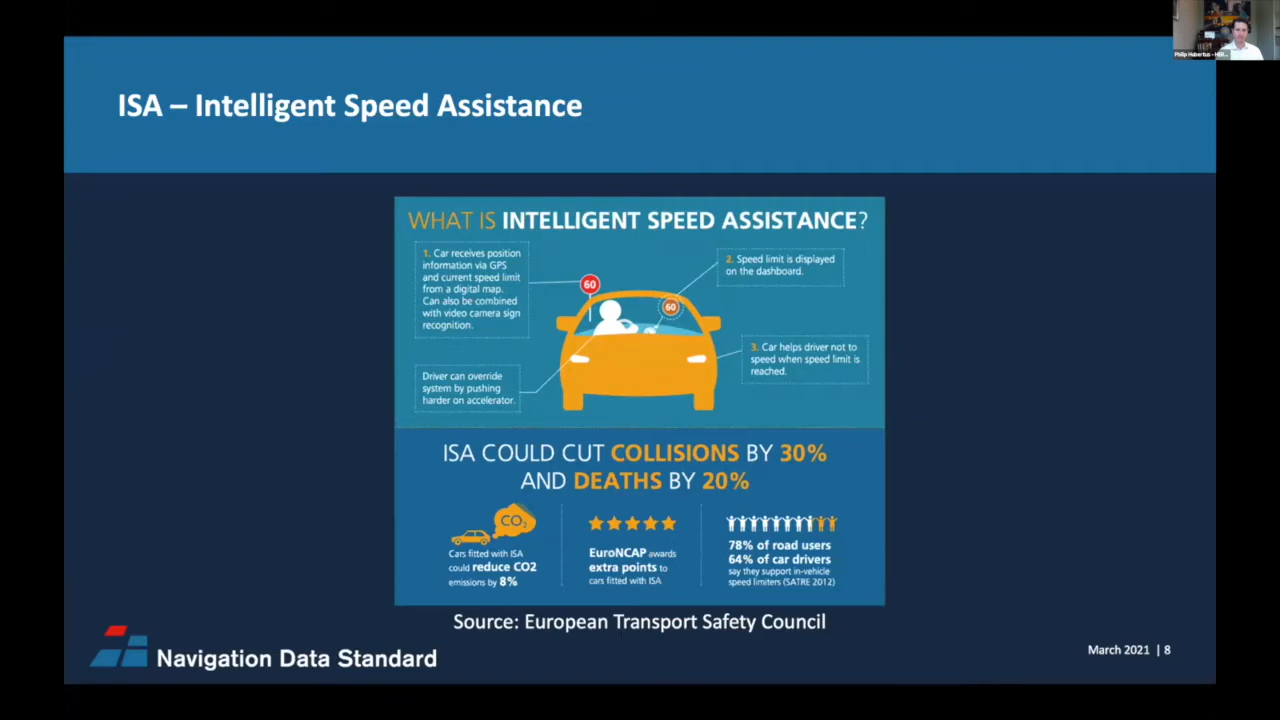 Philip Hubertus - HER...
ISA – Intelligent Speed Assistance
WHAT IS INTELLIGENT SPEED ASSISTANCE?
1. Car receives position
information via GPS
and current speed limit
from a digital map.
Can also be combined
with video camera sign
recognition.
60
60
2. Speed limit is displayed
on the dashboard.
3. Car helps driver not to
speed when speed limit is
reached.
Driver can override
system by pushing
harder on accelerator.
ISA COULD CUT COLLISIONS BY 30%
AND DEATHS BY 20%
CO2
Cars fitted with ISA
could reduce CO2
emissions by 8%
EuroNCAP awards
extra points to
cars fitted with ISA
78% of road users
64% of car drivers
say they support in-vehicle
speed limiters (SATRE 2012)
Source: European Transport Safety Council
Navigation Data Standard
March 2021 | 8